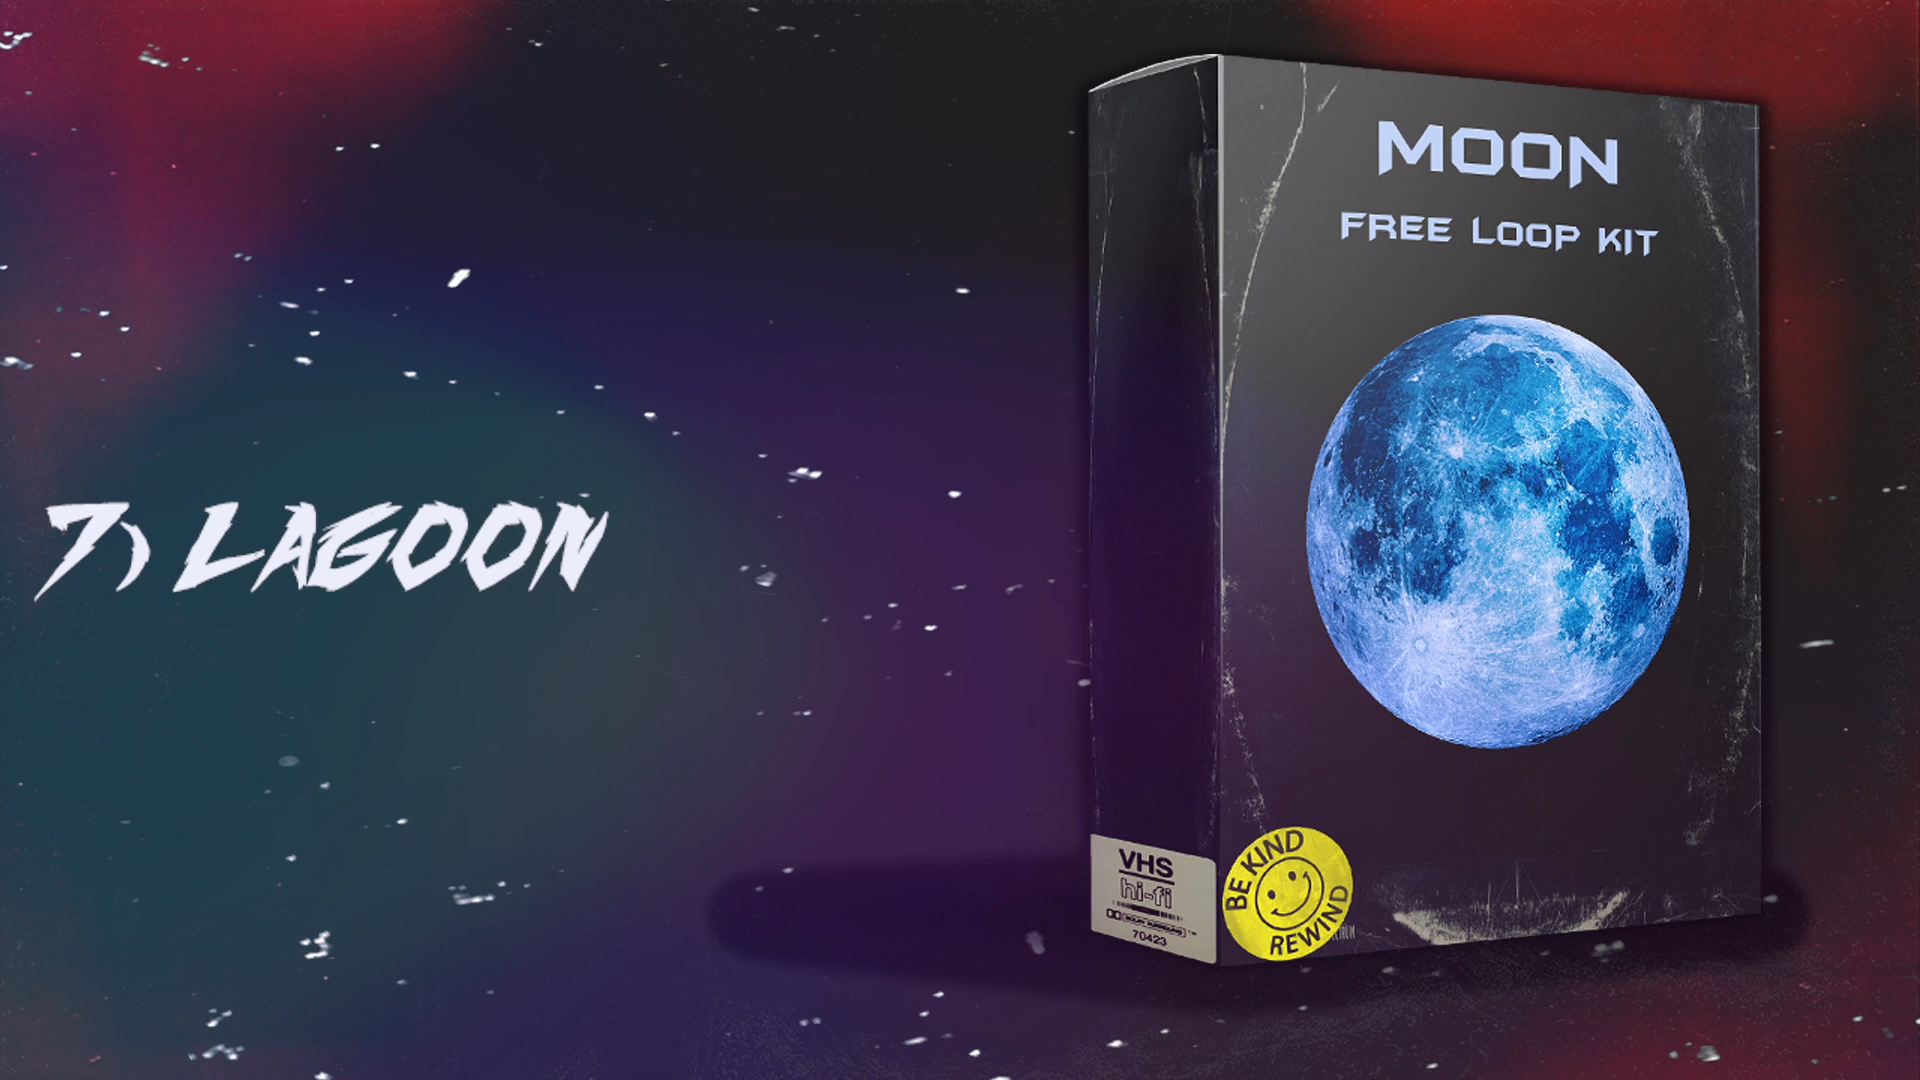 7) LAGOON
MOON
FREE LOOP KIT
VHS
hi-fi
70423
BE KIND
REWIND